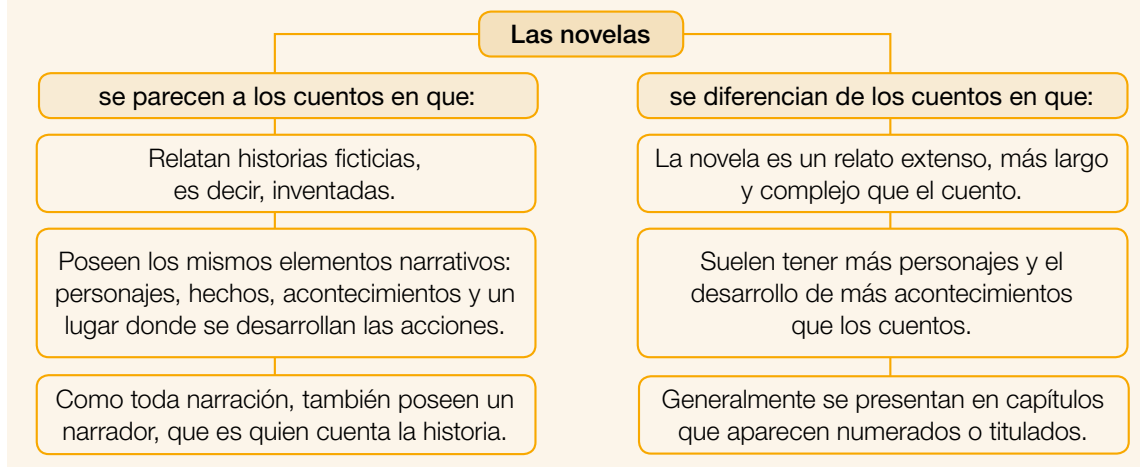 Las novelas
se parecen a los cuentos en que:
Relatan historias ficticias,
es decir, inventadas.
Poseen los mismos elementos narrativos:
personajes, hechos, acontecimientos y un
lugar donde se desarrollan las acciones.
Como toda narración, también poseen un
narrador, que es quien cuenta la historia.
se diferencian de los cuentos en que:
La novela es un relato extenso, más largo
y complejo que el cuento.
Suelen tener más personajes y el
desarrollo de más acontecimientos
que los cuentos.
Generalmente se presentan en capítulos
que aparecen numerados o titulados.